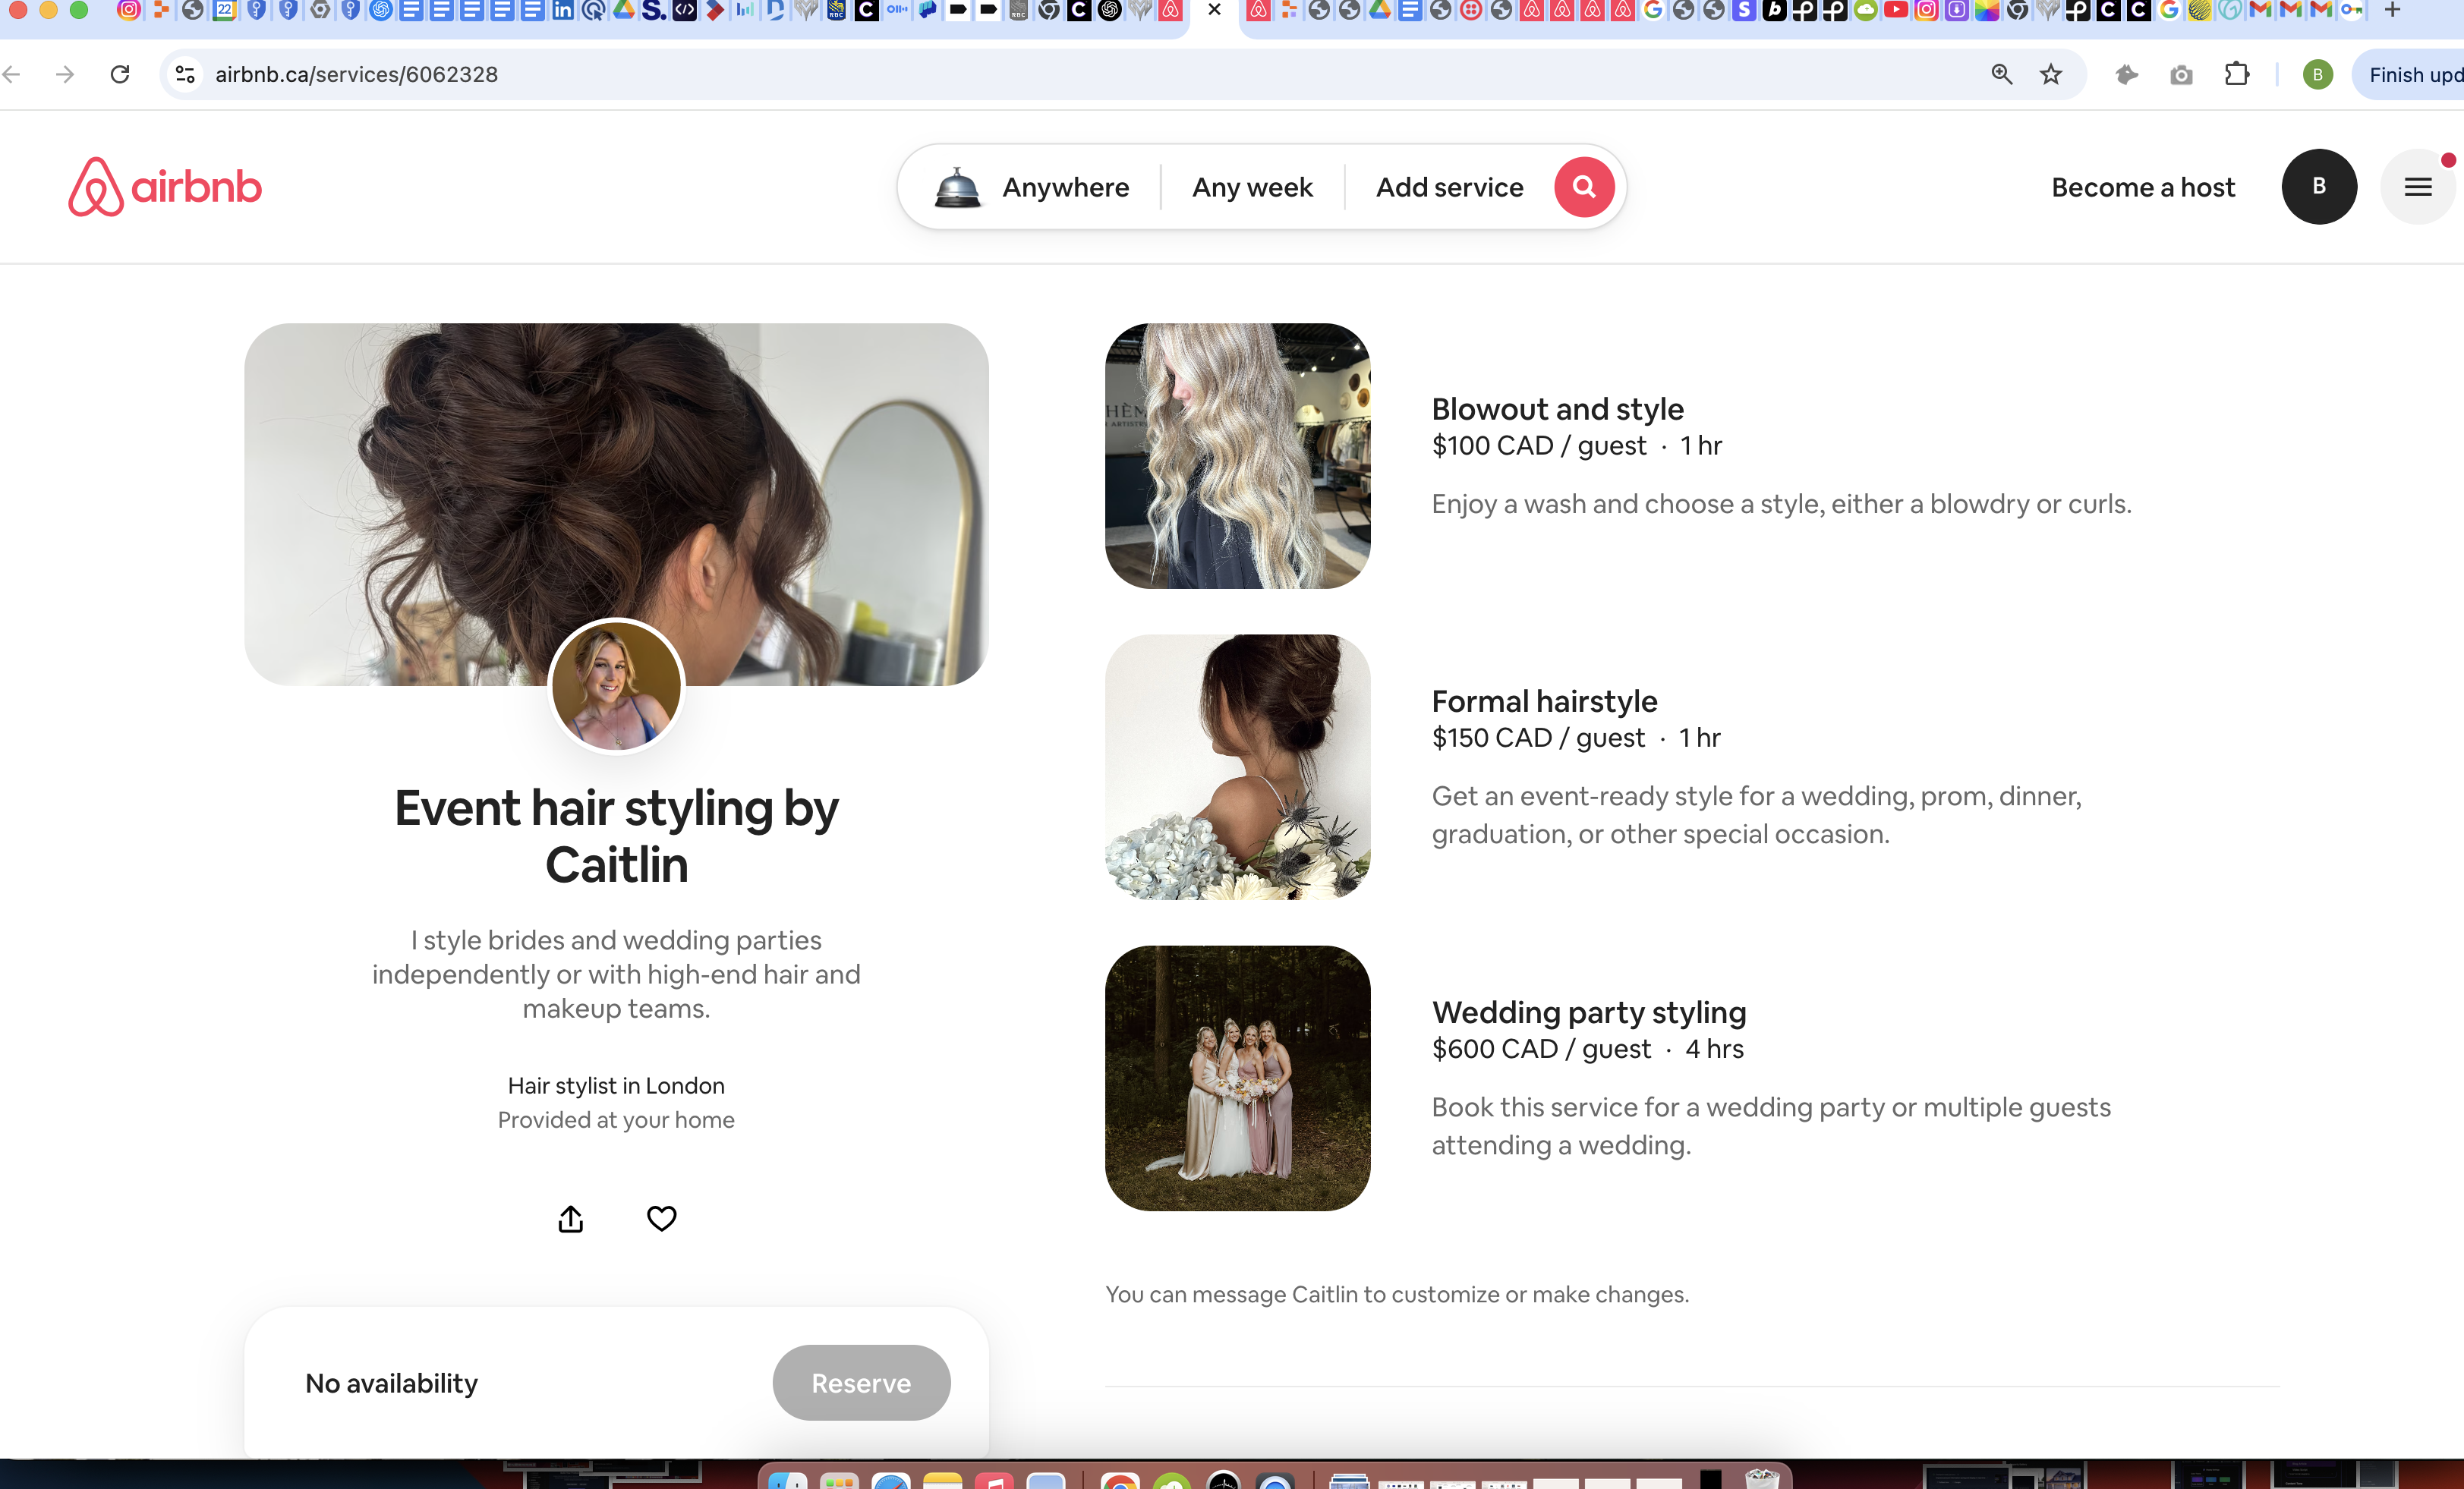 airbnb.ca/services/6062328
B
Finish upd
airbnb
Anywhere
Any week
Add service
Become a host
B
Event hair styling by
Caitlin
I style brides and wedding parties
independently or with high-end hair and
makeup teams.
Hair stylist in London
Provided at your home
No availability
Reserve
Blowout and style
$100 CAD / guest · 1 hr
Enjoy a wash and choose a style, either a blowdry or curls.
Formal hairstyle
$150 CAD / guest · 1 hr
Get an event-ready style for a wedding, prom, dinner,
graduation, or other special occasion.
Wedding party styling
$600 CAD / guest · 4 hrs
Book this service for a wedding party or multiple guests
attending a wedding.
You can message Caitlin to customize or make changes.